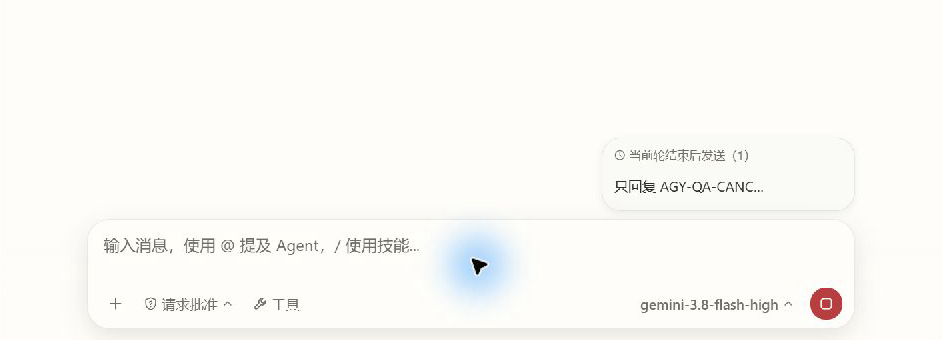 当前轮结束后发送（1）
只回复 AGY-QA-CANC...
输入消息，使用 @ 提及 Agent，/ 使用技能...
请求批准 工具 gemini-3.8-flash-high